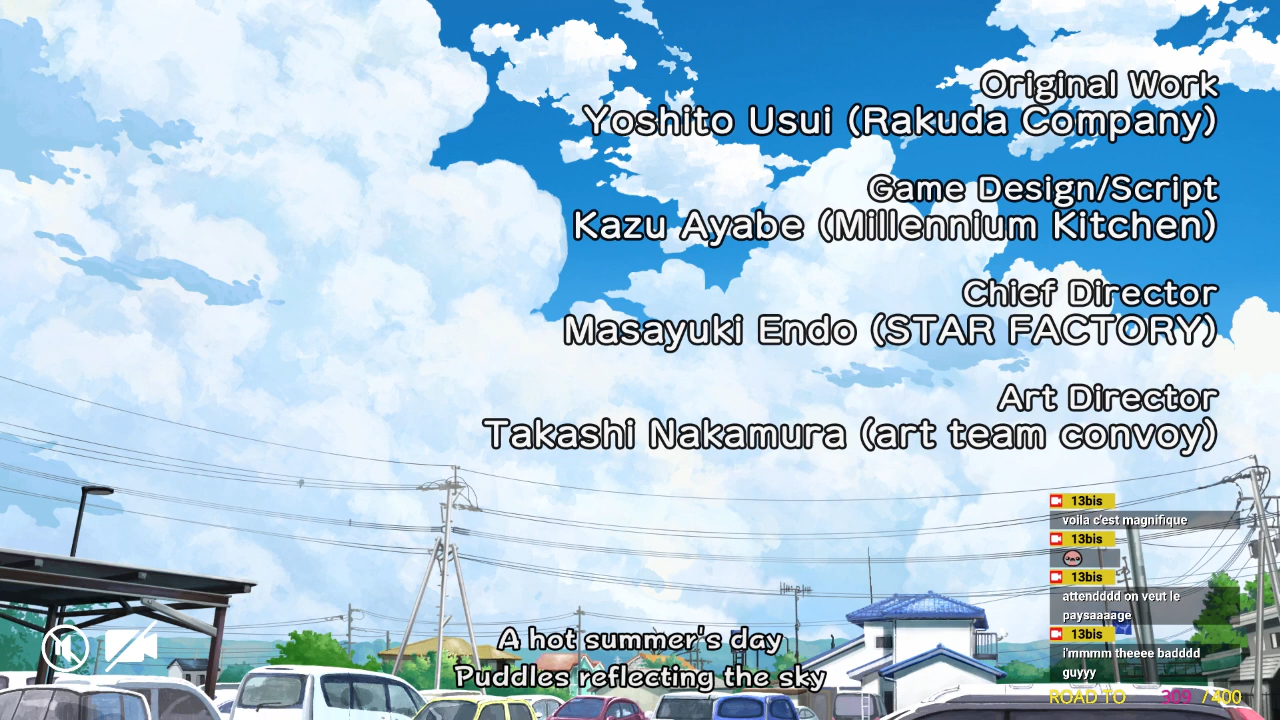 Original Work
Yoshito Usui (Rakuda Company)
Game Design/Script
Kazu Ayabe (Millennium Kitchen)
Chief Director
Masayuki Endo (STAR FACTORY)
Art Director
Takashi Nakamura (art team convoy)
A hot summer's day
Puddles reflecting the sky
13bis
voila c'est magnifique
13bis
13bis
attendddd on veut le
paysaaaage
13bis
i'mmmm theeee badddd
guyyy
ROAD TO 309 / 400